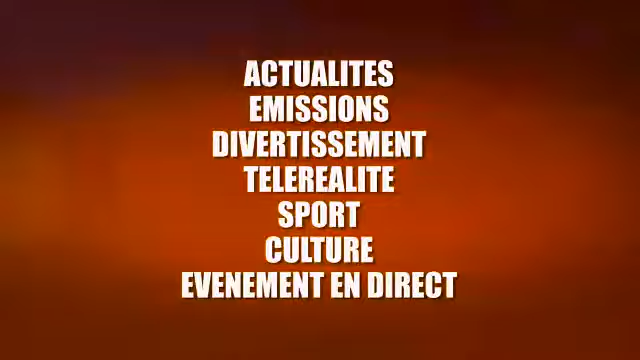 ACTUALITES
EMISSIONS
DIVERTISSEMENT
TELEREALITE
SPORT
CULTURE
EVENEMENT EN DIRECT